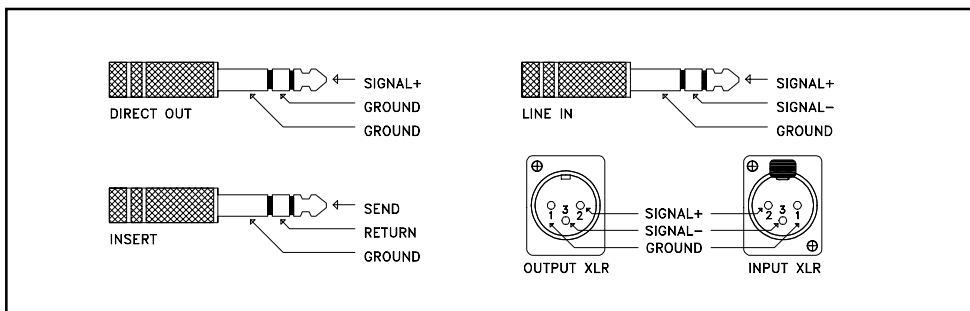 SIGNAL+
GROUND
GROUND
DIRECT OUT
SIGNAL+
SIGNAL-
GROUND
LINE IN
SEND
RETURN
GROUND
INSERT
1
3
2
OUTPUT XLR
SIGNAL+
SIGNAL-
GROUND
2
3
1
INPUT XLR